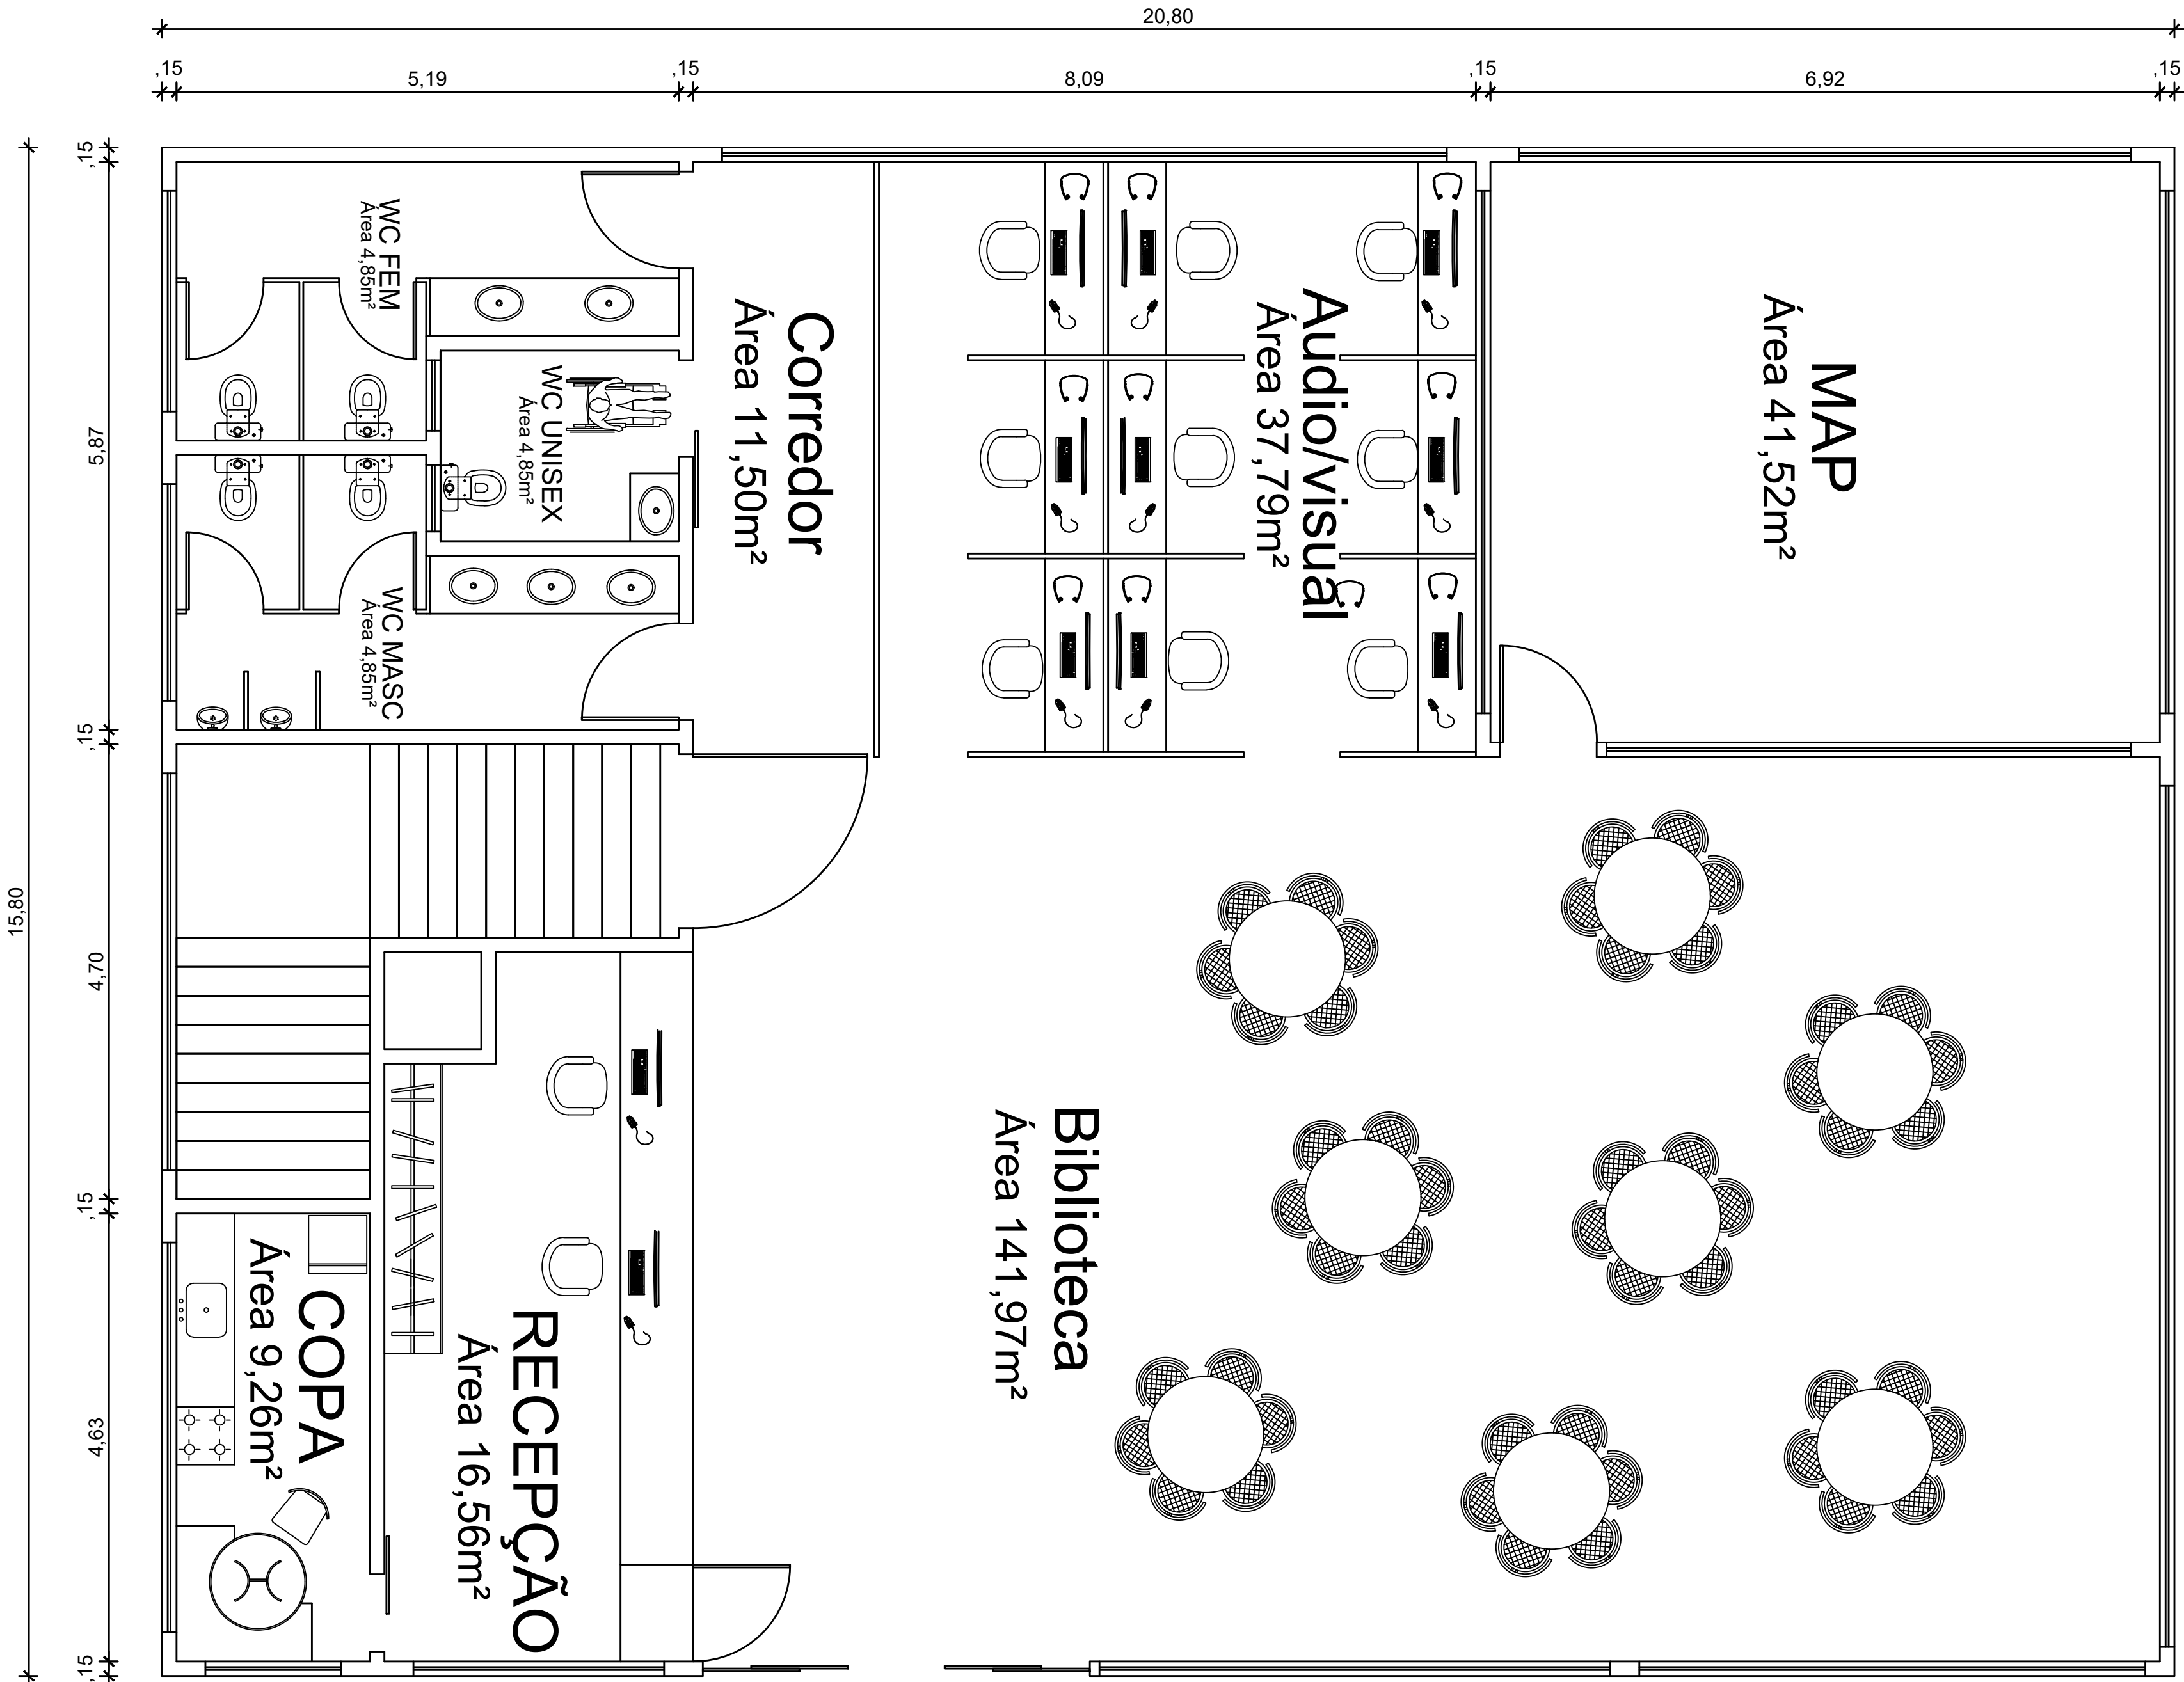 20,80
,15
5,19
,15
8,09
,15
6,92
,15
15,80
,15
5,87
,15
4,70
,15
4,63
,15
WC FEM
Área 4,85m²
WC UNISEX
Área 4,85m²
WC MASC
Área 4,85m²
Corredor
Área 11,50m²
Audio/visual
Área 37,79m²
MAP
Área 41,52m²
Biblioteca
Área 141,97m²
RECEPÇÃO
Área 16,56m²
COPA
Área 9,26m²